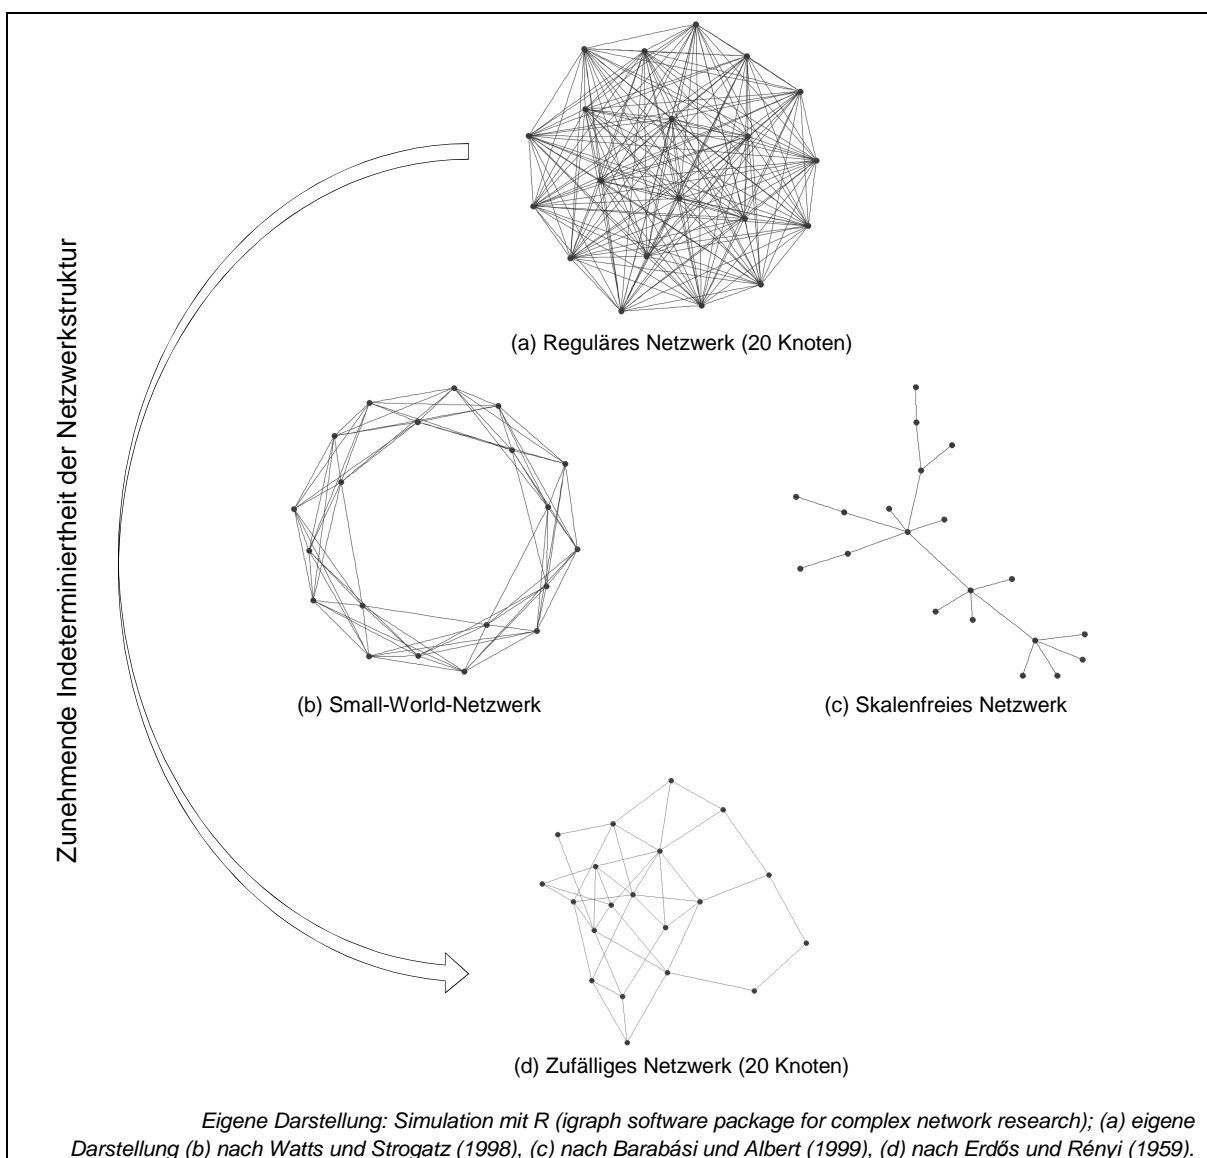 Zunehmende Indeterminiertheit der Netzwerkstruktur
(a) Reguläres Netzwerk (20 Knoten)
(b) Small-World-Netzwerk
(c) Skalenfreies Netzwerk
(d) Zufälliges Netzwerk (20 Knoten)
Eigene Darstellung: Simulation mit R (igraph software package for complex network research); (a) eigene
Darstellung (b) nach Watts und Strogatz (1998), (c) nach Barabási und Albert (1999), (d) nach Erdős und Rényi (1959).